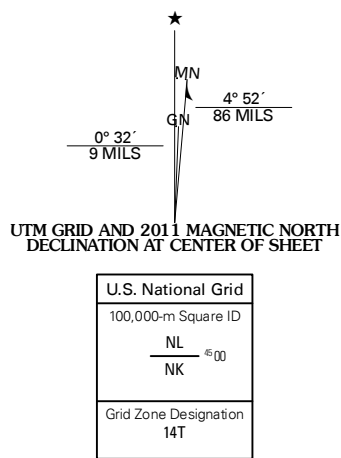 MN
4° 52´
86 MILS
GN
0° 32´
9 MILS
UTM GRID AND 2011 MAGNETIC NORTH
DECLINATION AT CENTER OF SHEET
U.S. National Grid
100,000-m Square ID
NL
4500
NK
Grid Zone Designation
14T